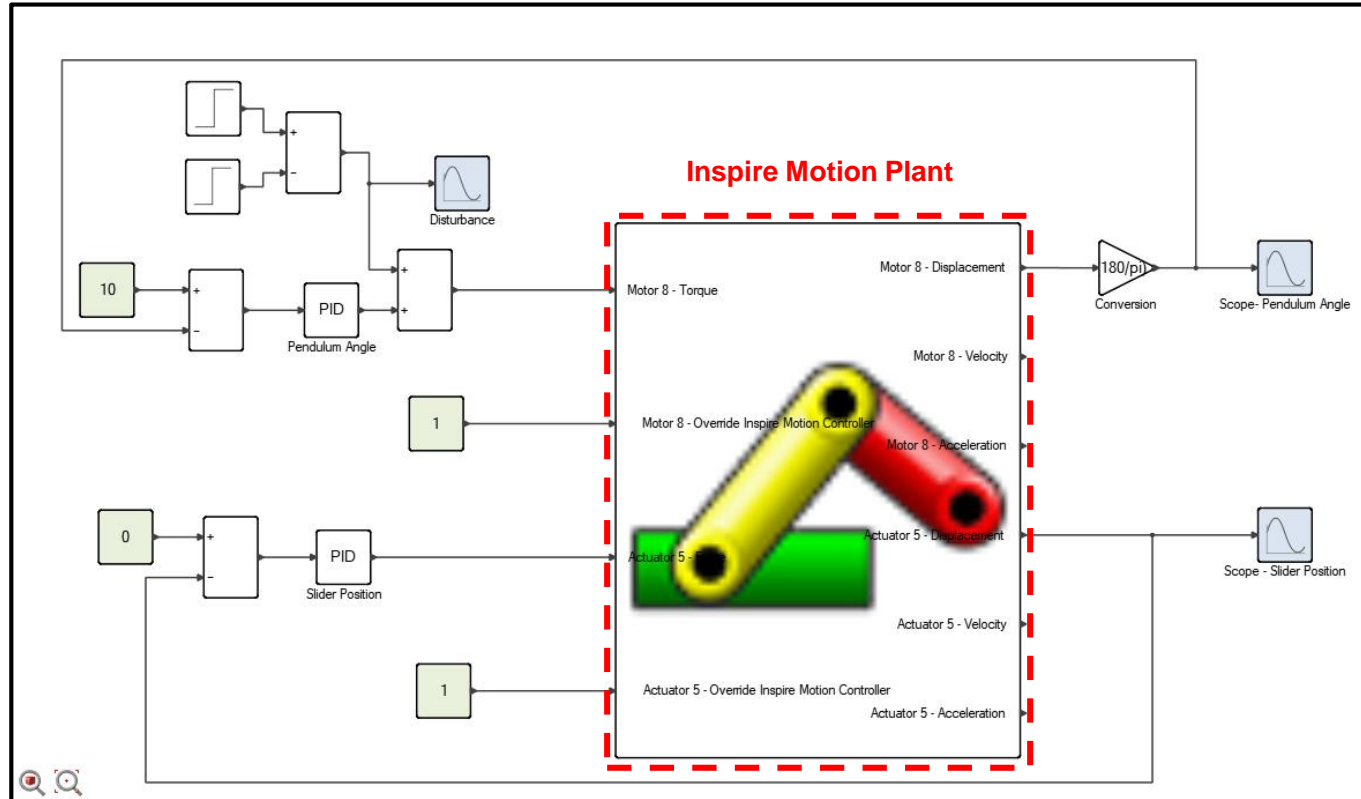 Inspire Motion Plant
+
−
Disturbance
10
+
−
PID
Pendulum Angle
+
+
Motor 8 - Torque
Motor 8 - Displacement
180/pi)
Conversion
Scope- Pendulum Angle
Motor 8 - Velocity
1
Motor 8 - Override Inspire Motion Controller
Motor 8 - Acceleration
0
+
−
PID
Slider Position
Actuator 5 -
Actuator 5 - Displacement
Scope - Slider Position
Actuator 5 - Velocity
1
Actuator 5 - Override Inspire Motion Controller
Actuator 5 - Acceleration